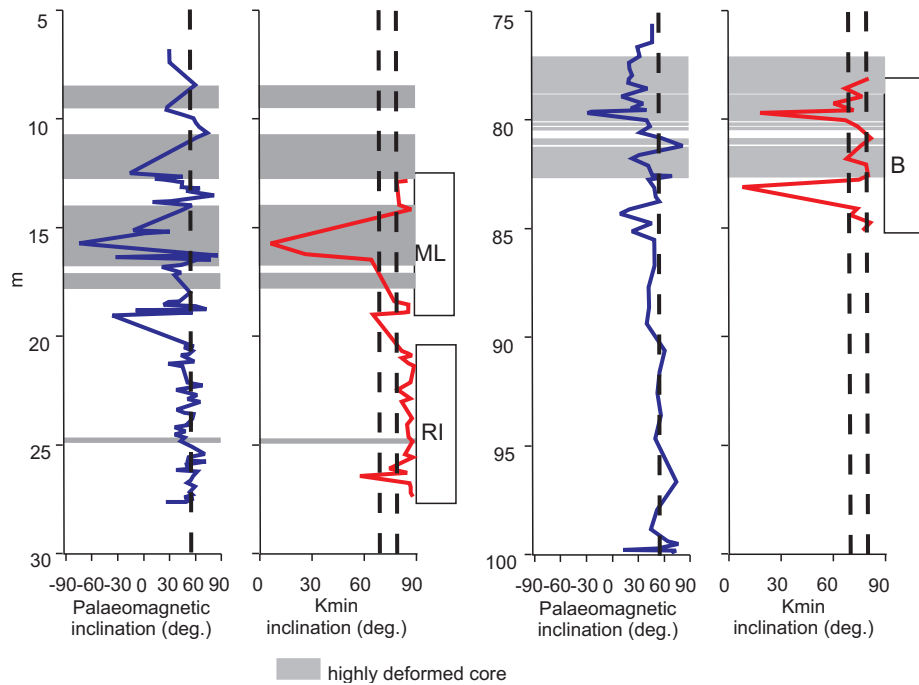 5
10
15
20
25
30
m
-90-60-30 0 30 60 90
Palaeomagnetic
inclination (deg.)
ML
RI
0 30 60 90
Kmin
inclination (deg.)
75
80
85
90
95
100
-90-60-30 0 30 60 90
Palaeomagnetic
inclination (deg.)
B
0 30 60 90
Kmin
inclination (deg.)
highly deformed core